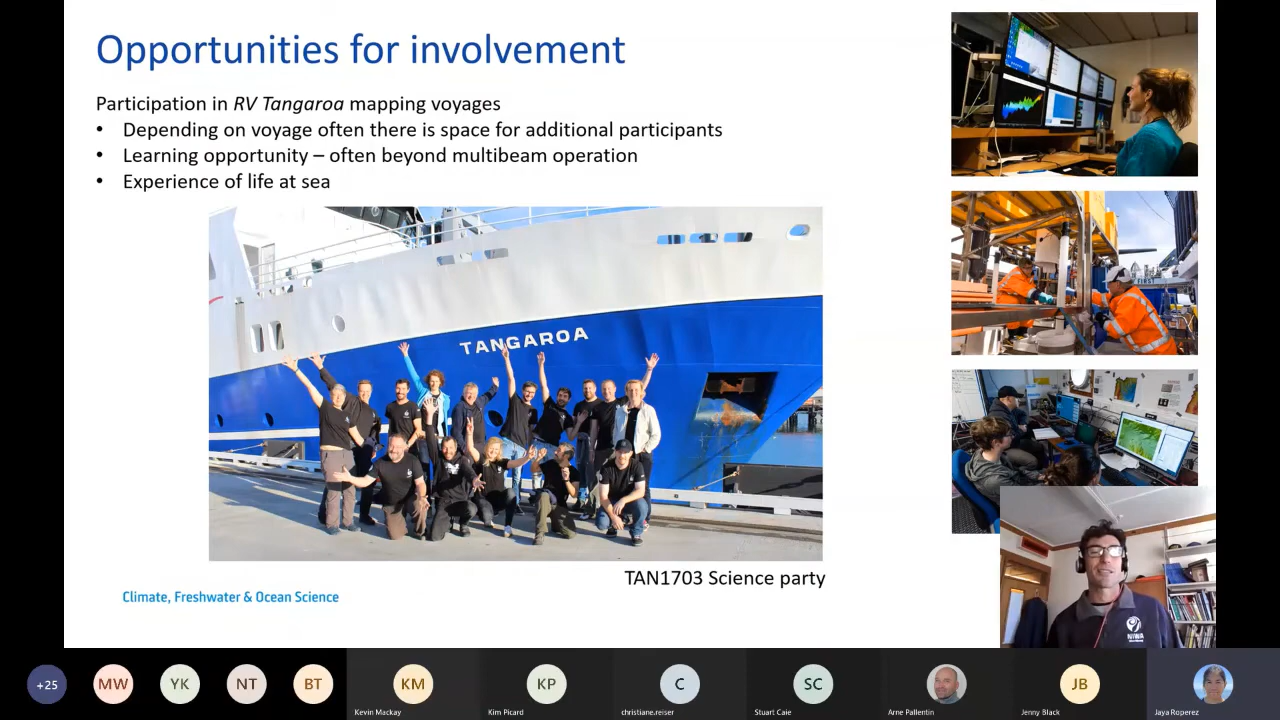 Opportunities for involvement
Participation in RV Tangaroa mapping voyages
• Depending on voyage often there is space for additional participants
• Learning opportunity – often beyond multibeam operation
• Experience of life at sea
TANGAROA
FIRST
TAN1703 Science party
Climate, Freshwater & Ocean Science
NIWA
+25
MW
YK
NT
BT
KM
KP
C
SC
JB
Kevin Mackay
Kim Picard
christiane.reiser
Stuart Caie
Arne Pallentin
Jenny Black
Jaya Roperez